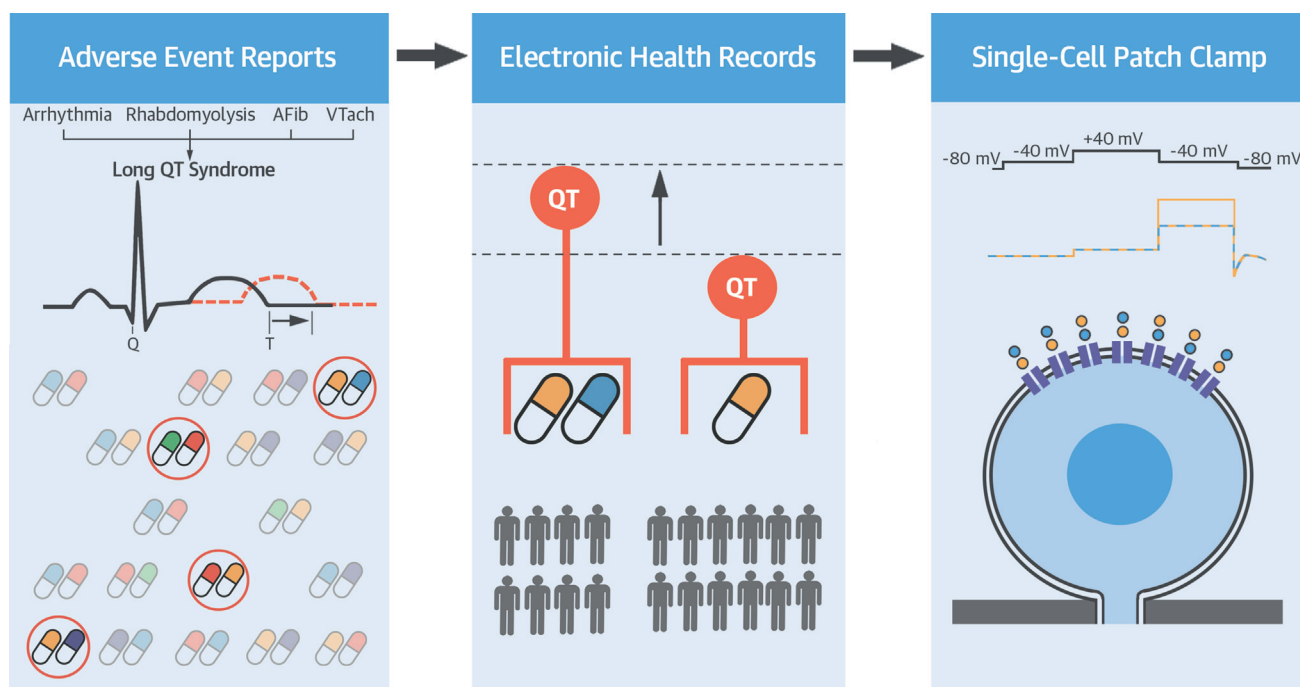 Adverse Event Reports
Electronic Health Records
Single-Cell Patch Clamp
Arrhythmia Rhabdomyolysis AFib VTach
Long QT Syndrome
Q T
QT
QT
+40 mV
-80 mV -40 mV -40 mV -80 mV